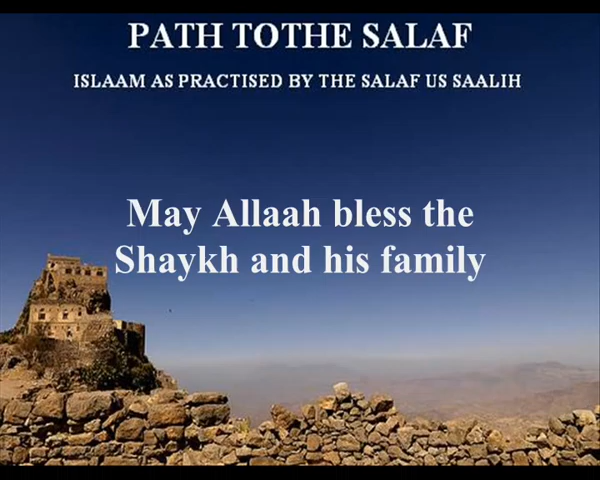 PATH TOTHE SALAF
ISLAAM AS PRACTISED BY THE SALAF US SAALIH
May Allaah bless the
Shaykh and his family